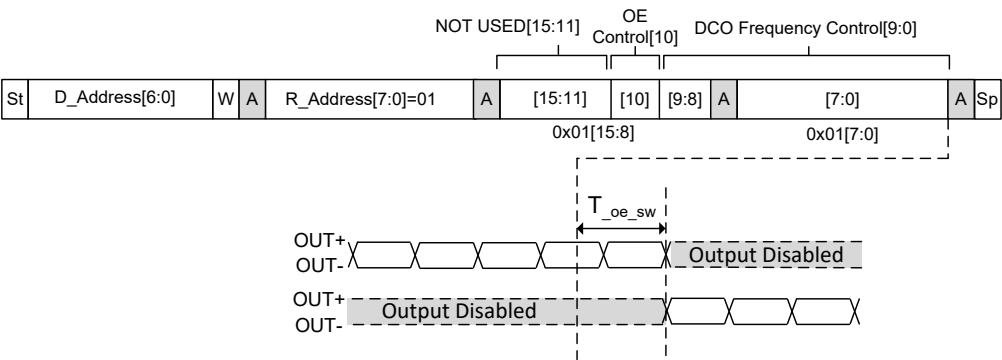 NOT USED[15:11]
OE
Control[10]
DCO Frequency Control[9:0]
St D_Address[6:0] W A R_Address[7:0]=01 A [15:11] [10] [9:8] A [7:0] A Sp
0x01[15:8] 0x01[7:0]
T_oe_sw
OUT+
OUT-
Output Disabled
OUT+
OUT-
Output Disabled